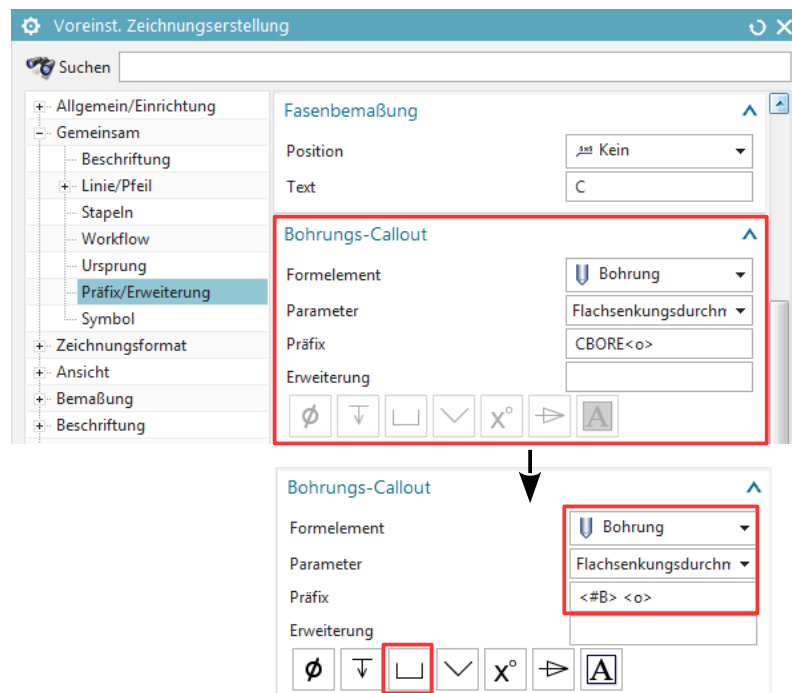 Voreinst. Zeichnungserstellung
Suchen
Allgemein/Einrichtung
Gemeinsam
Beschriftung
Linie/Pfeil
Stapeln
Workflow
Ursprung
Präfix/Erweiterung
Symbol
Zeichnungsformat
Ansicht
Bemaßung
Beschriftung
Fasenbemaßung
Position Kein
Text C
Bohrungs-Callout
Formelement Bohrung
Parameter Flachsenkungsdurchn
Präfix CBORE<o>
Erweiterung
x° A
Bohrungs-Callout
Formelement Bohrung
Parameter Flachsenkungsdurchn
Präfix <#B> <o>
Erweiterung
x° A